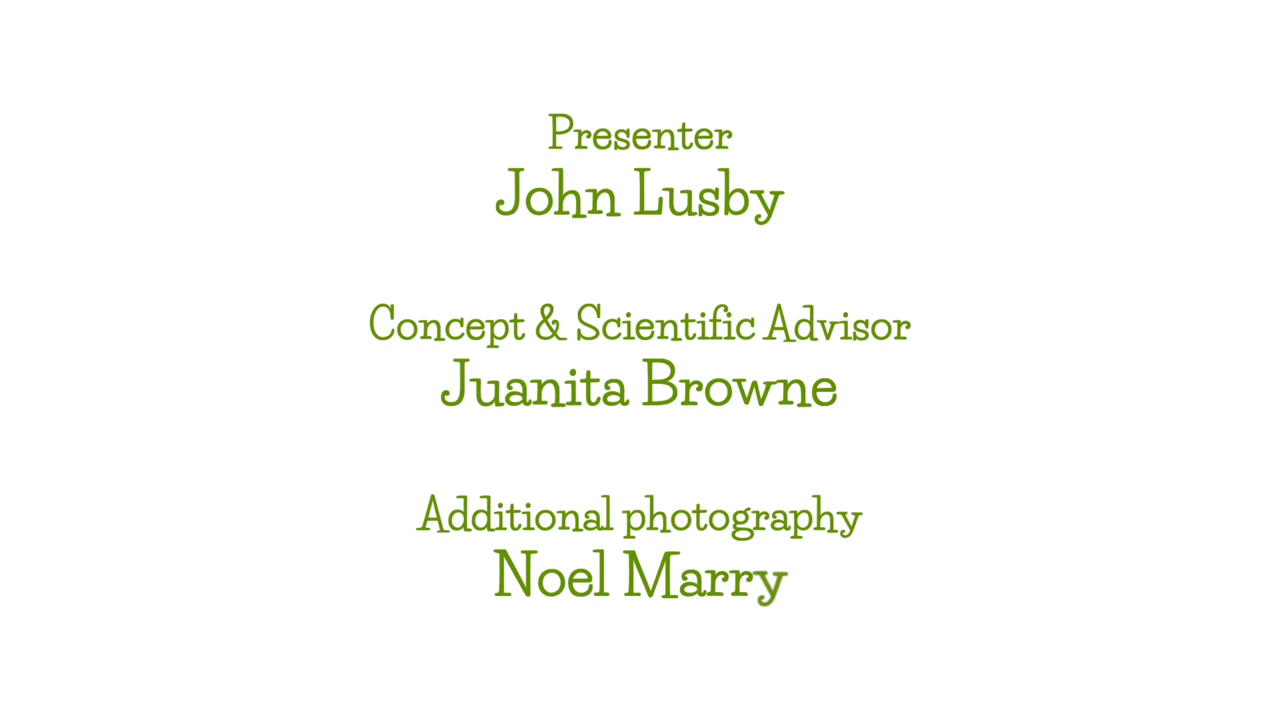 Presenter
John Lusby
Concept & Scientific Advisor
Juanita Browne
Additional photography
Noel Marry